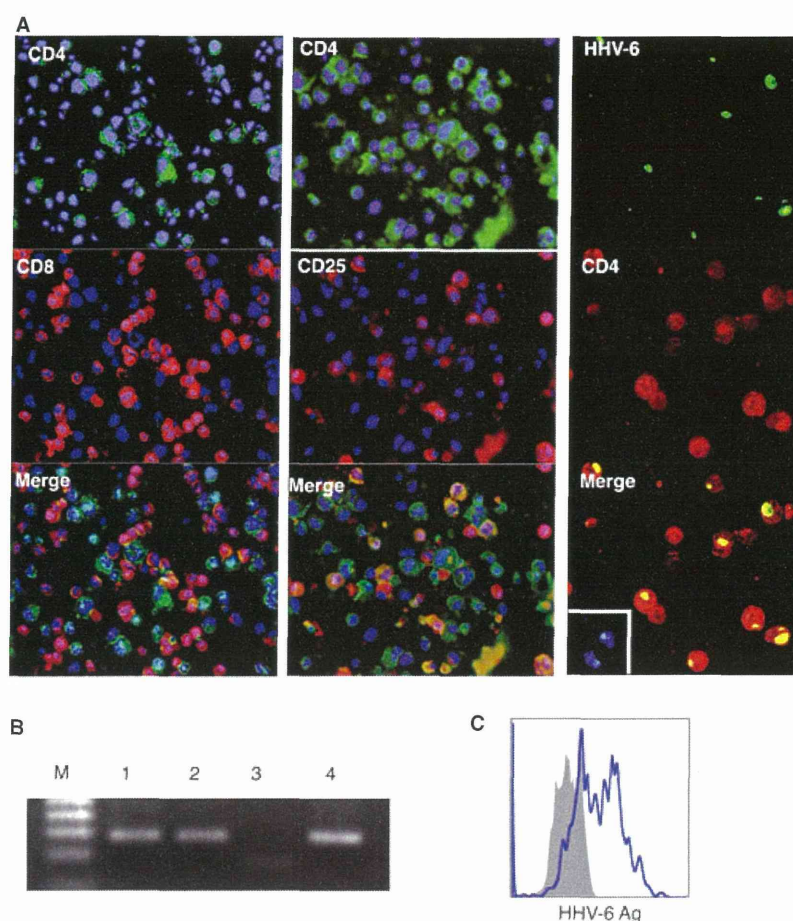 A
CD4
CD4
HHV-6
CD8
CD25
CD4
Merge
Merge
Merge
B
M 1 2 3 4
C
HHV-6 Ag